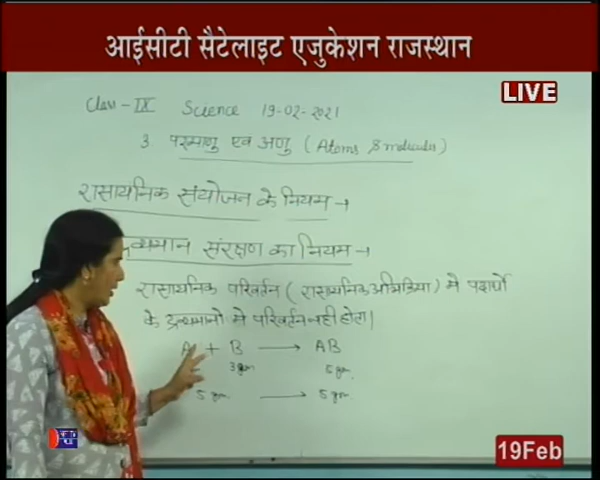 आईसीटी सैटेलाइट एजुकेशन राजस्थान
LIVE
Class - IX Science 19-02-2021
3 परमाणु एव अणु ( Atoms & molecules )
रासायनिक संयोजन के नियम →
द्रव्यमान संरक्षण का नियम →
रासायनिक परिवर्तन ( रासायनिक अभिक्रिया ) मे पदार्थो
के द्रव्यमानो मे परिवर्तन नही होता।
A + B → AB
3 gm 5 gm
5 gm → 5 gm.
19Feb